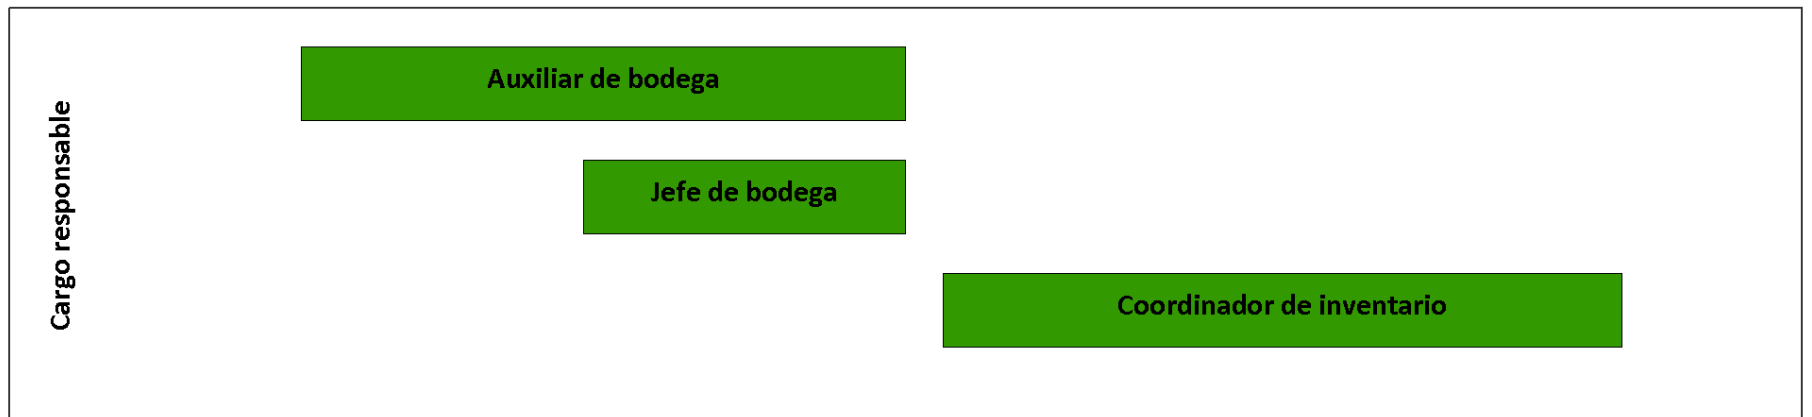 Cargo responsable
Auxiliar de bodega
Jefe de bodega
Coordinador de inventario